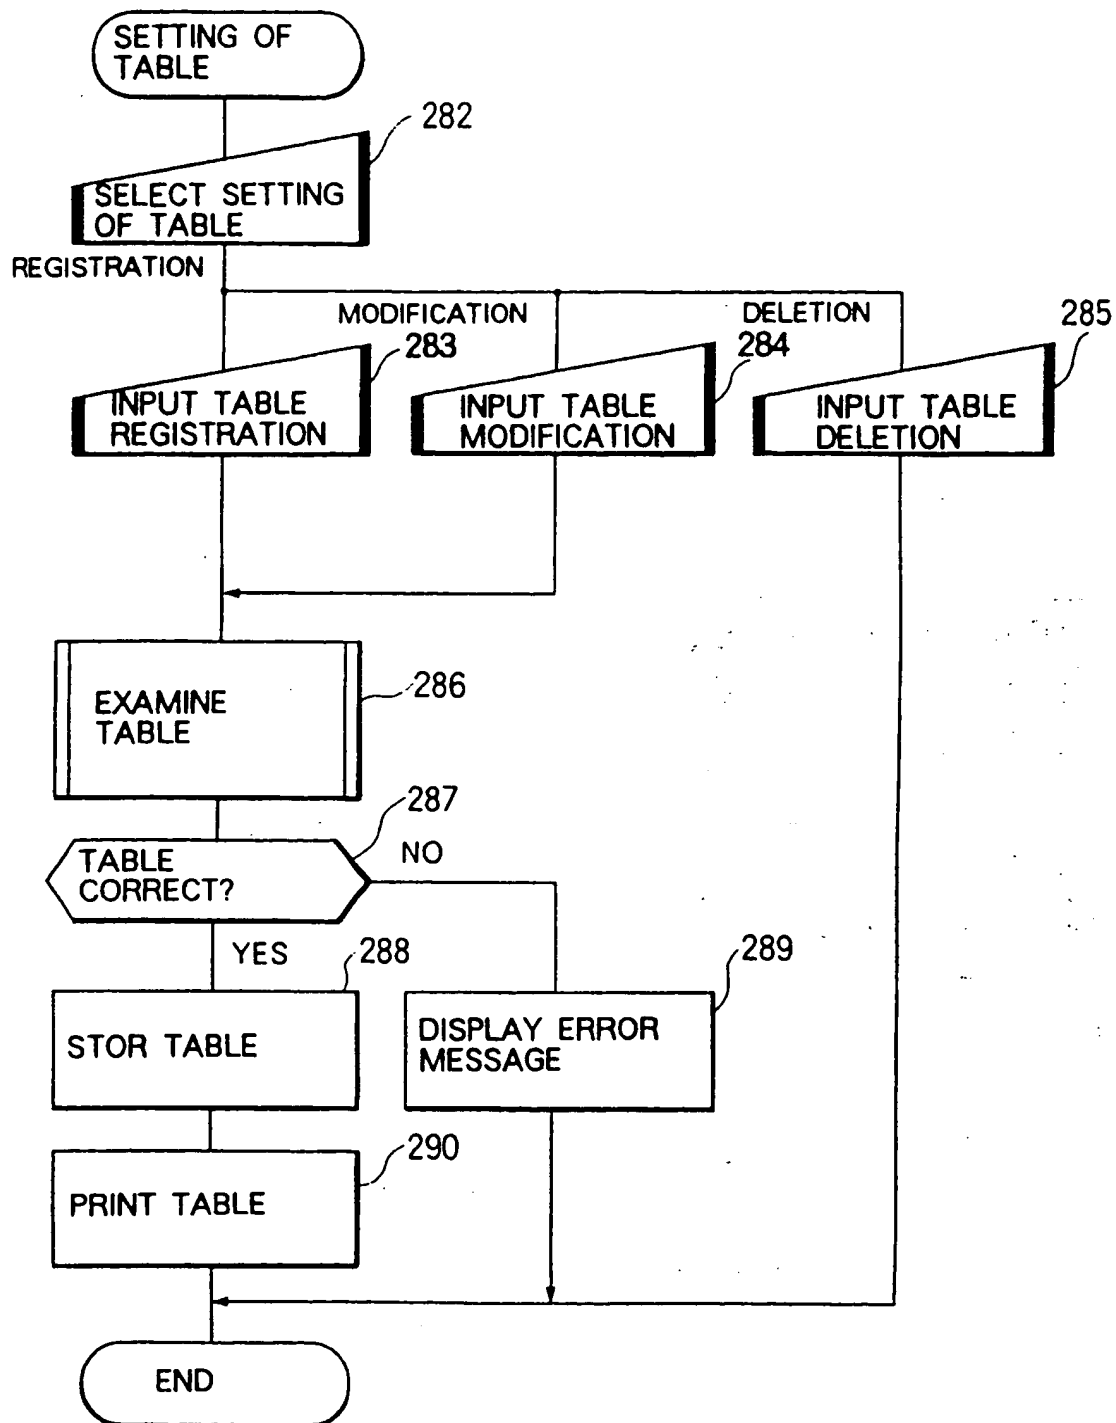 SETTING OF
TABLE
282
SELECT SETTING
OF TABLE
REGISTRATION
MODIFICATION
DELETION
285
283
284
INPUT TABLE
REGISTRATION
INPUT TABLE
MODIFICATION
INPUT TABLE
DELETION
286
EXAMINE
TABLE
287
NO
TABLE
CORRECT?
YES
288
289
STOR TABLE
DISPLAY ERROR
MESSAGE
290
PRINT TABLE
END